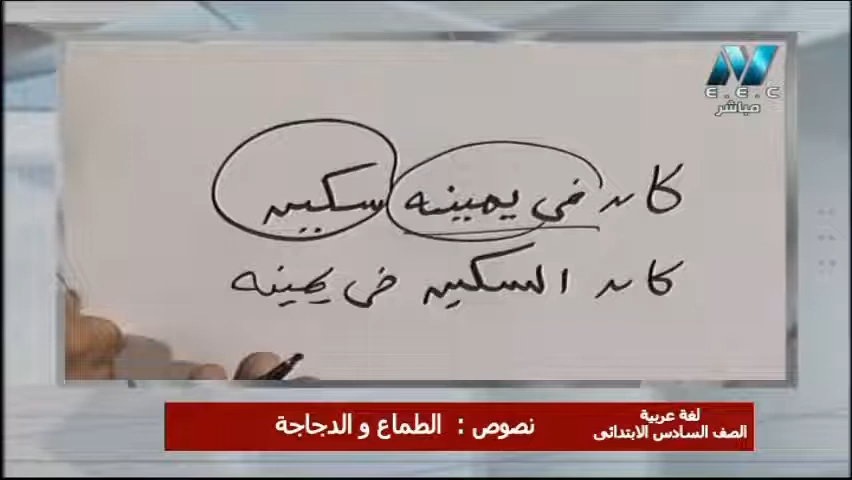 E.E.C
مباشر
كان في يمينه سكين
كان السكين في يمينه
لغة عربية
الصف السادس الابتدائى
نصوص : الطماع و الدجاجة